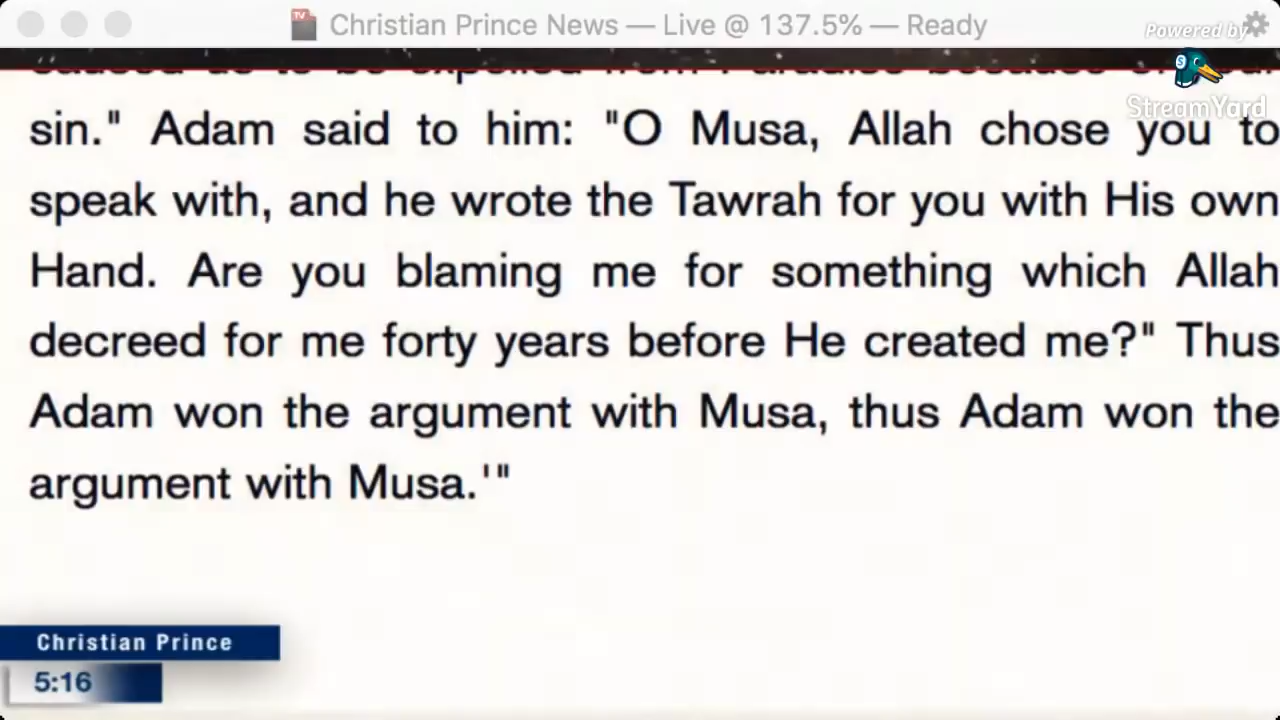 Christian Prince News — Live @ 137.5% — Ready
Powered by
StreamYard
sin." Adam said to him: "O Musa, Allah chose you to
speak with, and he wrote the Tawrah for you with His own
Hand. Are you blaming me for something which Allah
decreed for me forty years before He created me?" Thus
Adam won the argument with Musa, thus Adam won the
argument with Musa.'"
Christian Prince
5:16